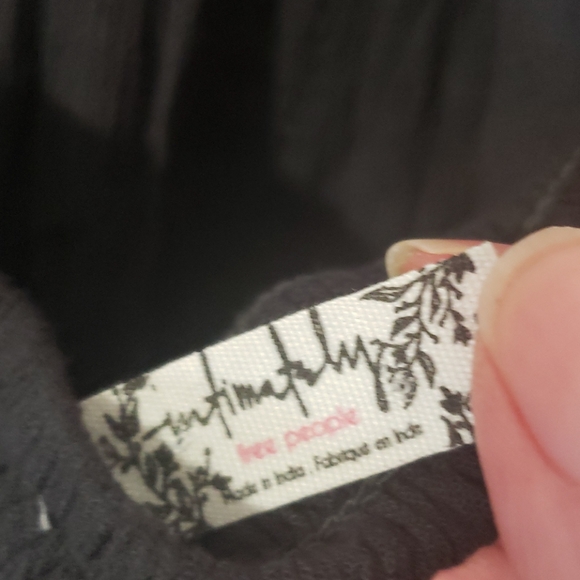 intimately
free people
Made in India . Fabriqué en Inde